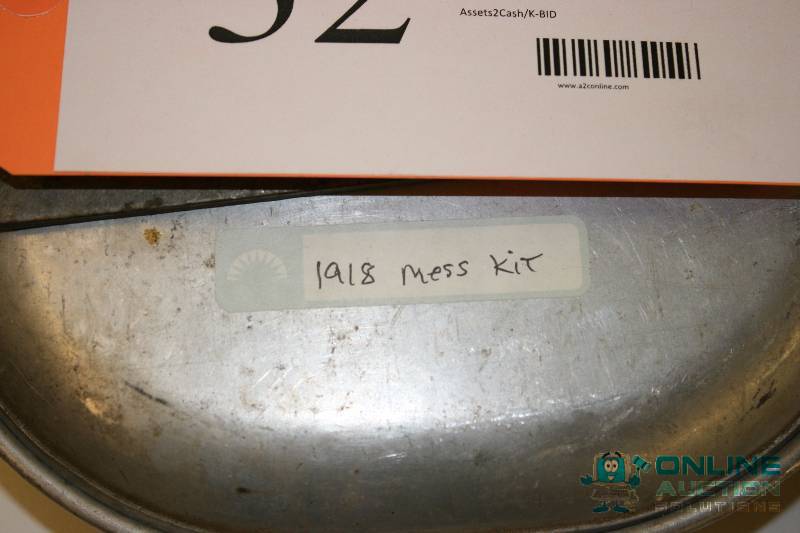 32
Assets2Cash/K-BID
www.a2conline.com
1918 mess kit
ONLINE
AUCTION
SOLUTIONS